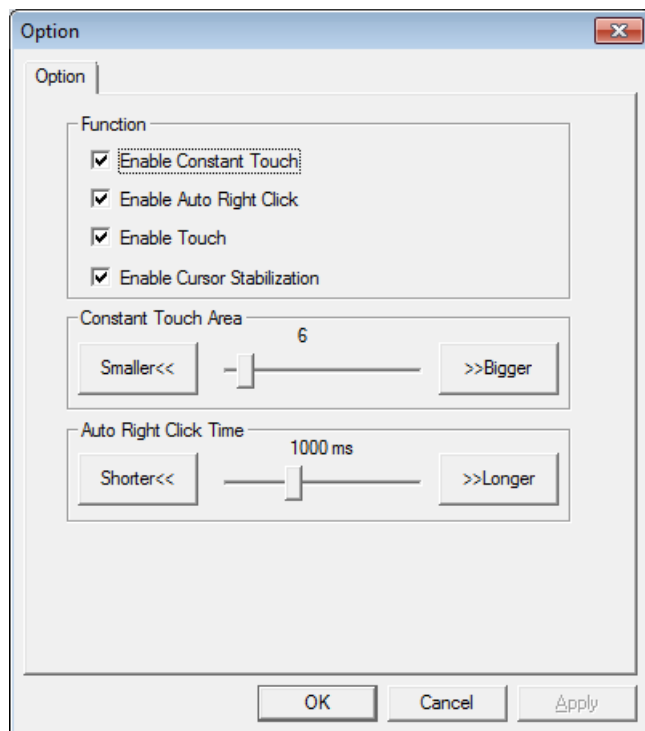 Option
Option
Function
Enable Constant Touch
Enable Auto Right Click
Enable Touch
Enable Cursor Stabilization
Constant Touch Area
6
Smaller<< >>Bigger
Auto Right Click Time
1000 ms
Shorter<< >>Longer
OK Cancel Apply